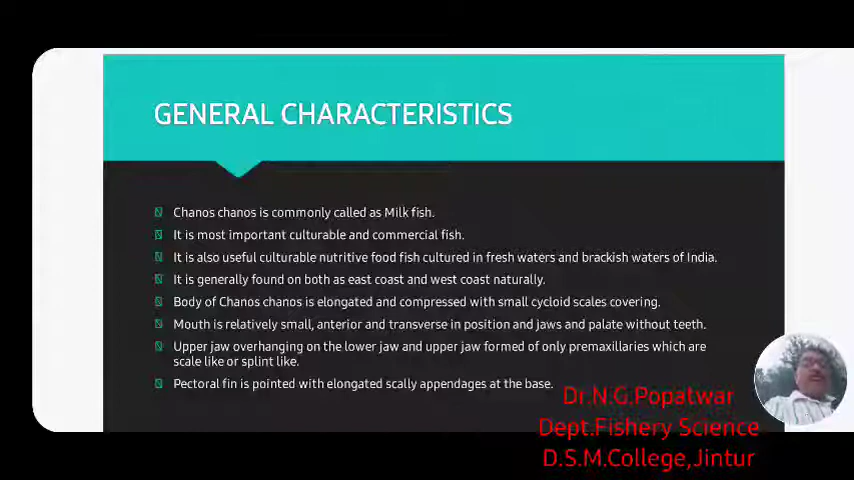 GENERAL CHARACTERISTICS
Chanos chanos is commonly called as Milk fish.
It is most important culturable and commercial fish.
It is also useful culturable nutritive food fish cultured in fresh waters and brackish waters of India.
It is generally found on both as east coast and west coast naturally.
Body of Chanos chanos is elongated and compressed with small cycloid scales covering.
Mouth is relatively small, anterior and transverse in position and jaws and palate without teeth.
Upper jaw overhanging on the lower jaw and upper jaw formed of only premaxillaries which are
scale like or splint like.
Pectoral fin is pointed with elongated scally appendages at the base.
Dr.N.G.Popatwar
Dept.Fishery Science
D.S.M.College,Jintur